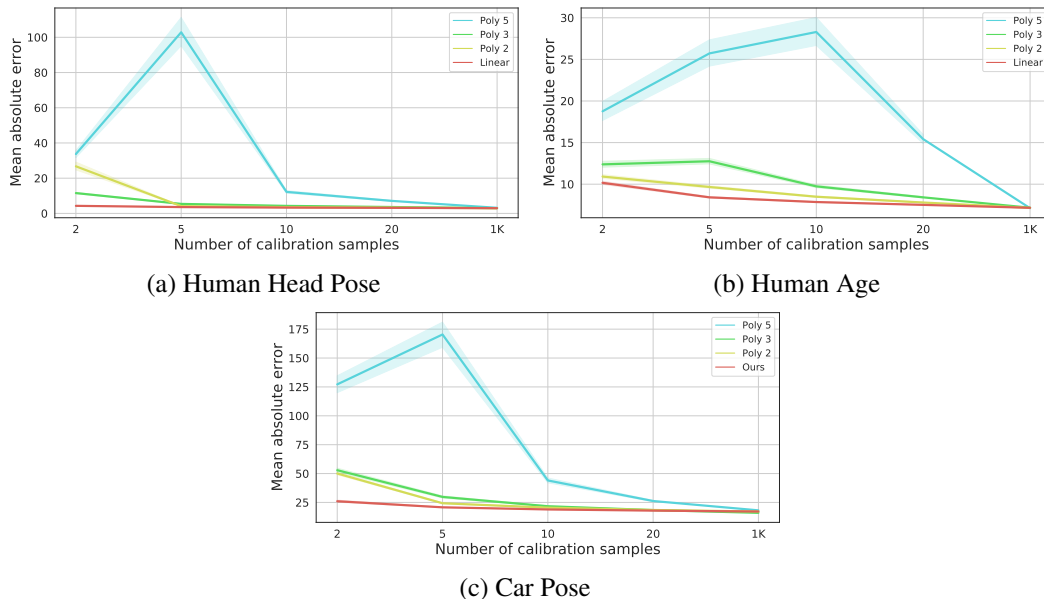 100
80
60
40
20
0
Mean absolute error
Poly 5
Poly 3
Poly 2
Linear
2 5 10 20 1K
Number of calibration samples
(a) Human Head Pose
30
25
20
15
10
Mean absolute error
Poly 5
Poly 3
Poly 2
Linear
2 5 10 20 1K
Number of calibration samples
(b) Human Age
175
150
125
100
75
50
25
Mean absolute error
Poly 5
Poly 3
Poly 2
Ours
2 5 10 20 1K
Number of calibration samples
(c) Car Pose